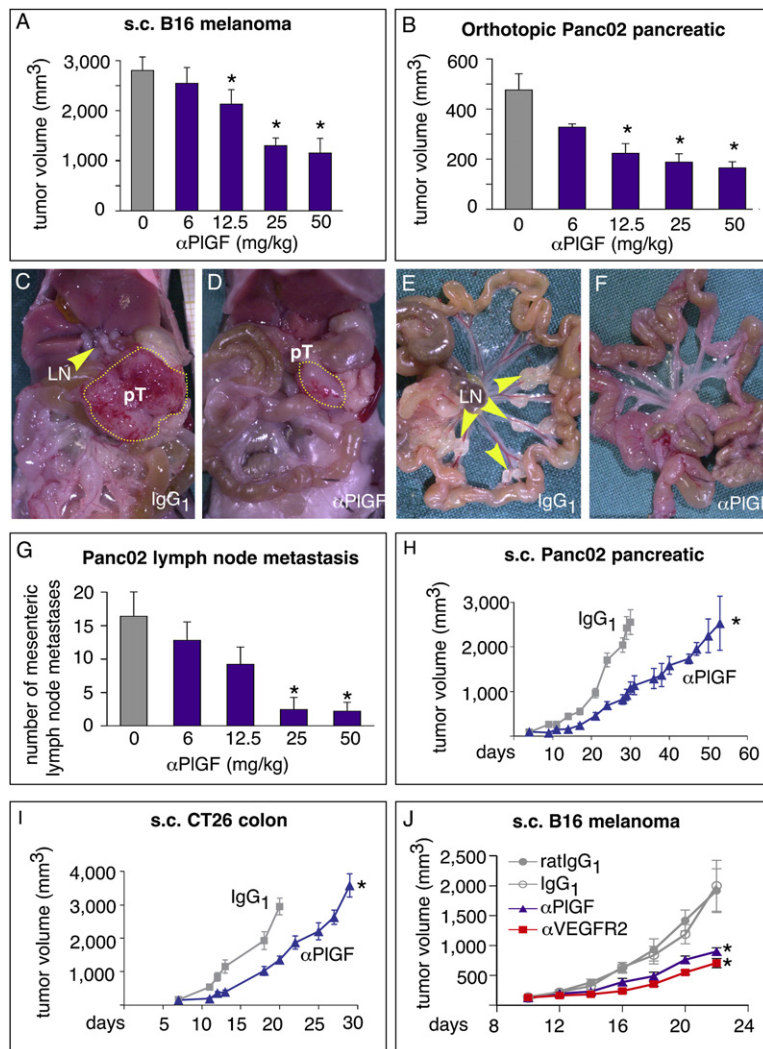 A
s.c. B16 melanoma
tumor volume (mm3)
3,000
2,000
1,000
0
0 6 12.5 25 50
* * *
αPlGF (mg/kg)
B
Orthotopic Panc02 pancreatic
tumor volume (mm3)
600
400
200
0
0 6 12.5 25 50
* * *
αPlGF (mg/kg)
C
LN
pT
IgG1
D
pT
αPlGF
E
LN
IgG1
F
αPlGF
G
Panc02 lymph node metastasis
number of mesenteric
lymph node metastases
20
15
10
5
0
0 6 12.5 25 50
* *
αPlGF (mg/kg)
H
s.c. Panc02 pancreatic
tumor volume (mm3)
3,000
2,000
1,000
IgG1
αPlGF
*
days
0 10 20 30 40 50 60
I
s.c. CT26 colon
tumor volume (mm3)
4,000
3,000
2,000
1,000
IgG1
αPlGF
*
days
0 5 10 15 20 25 30
J
s.c. B16 melanoma
tumor volume (mm3)
2,500
2,000
1,500
1,000
500
ratIgG1
IgG1
αPlGF
αVEGFR2
*
*
days
8 12 16 20 24